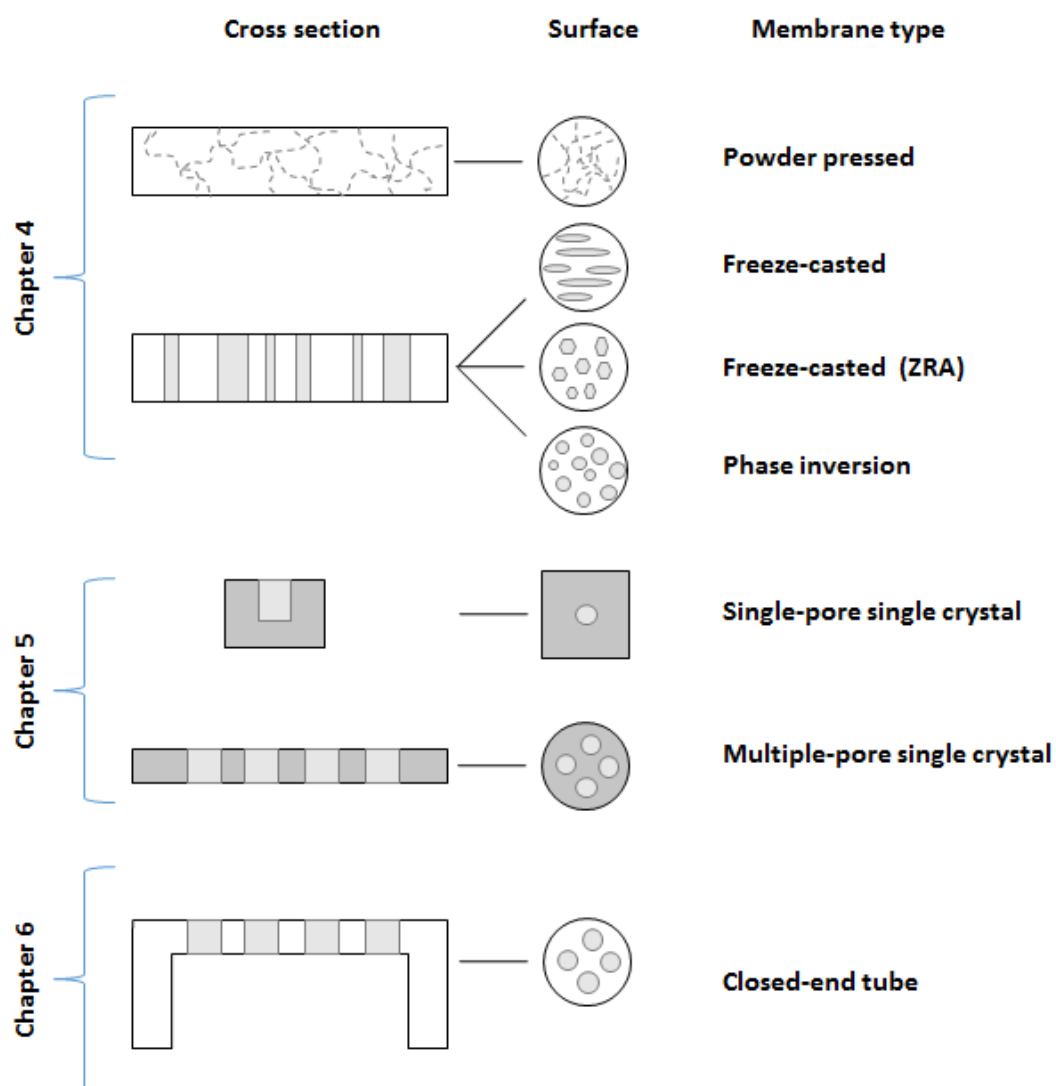 Cross section Surface Membrane type
Chapter 4
Powder pressed
Freeze-casted
Freeze-casted (ZRA)
Phase inversion
Chapter 5
Single-pore single crystal
Multiple-pore single crystal
Chapter 6
Closed-end tube